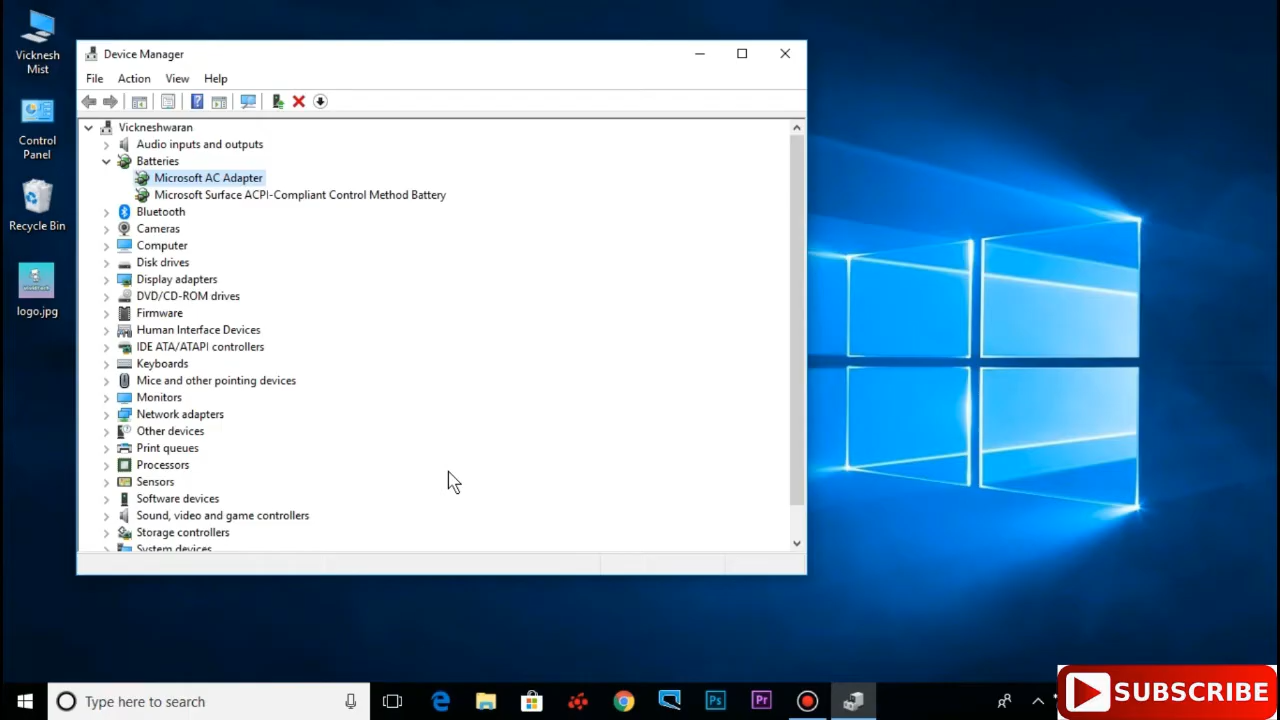 Vicknesh
Mist
Control
Panel
Recycle Bin
logo.jpg
Device Manager
File Action View Help
Vickneshwaran
Audio inputs and outputs
Batteries
Microsoft AC Adapter
Microsoft Surface ACPI-Compliant Control Method Battery
Bluetooth
Cameras
Computer
Disk drives
Display adapters
DVD/CD-ROM drives
Firmware
Human Interface Devices
IDE ATA/ATAPI controllers
Keyboards
Mice and other pointing devices
Monitors
Network adapters
Other devices
Print queues
Processors
Sensors
Software devices
Sound, video and game controllers
Storage controllers
System devices
Type here to search
Ps
Pr
SUBSCRIBE